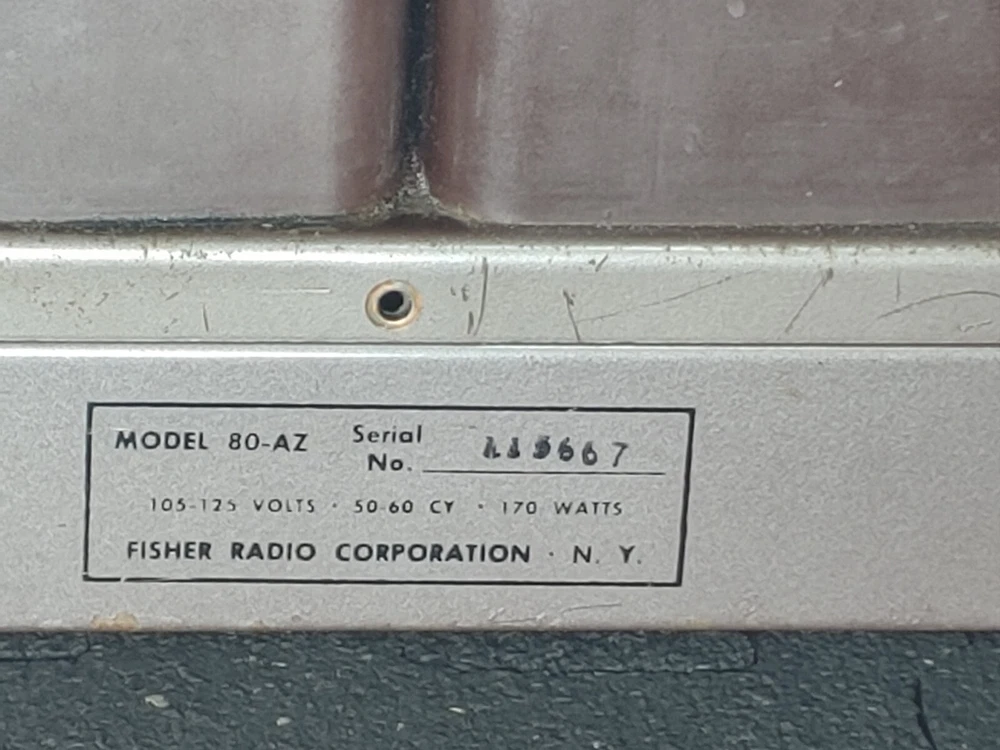 MODEL 80-AZ Serial
No.
105-125 VOLTS · 50-60 CY · 170 WATTS
FISHER RADIO CORPORATION · N. Y.